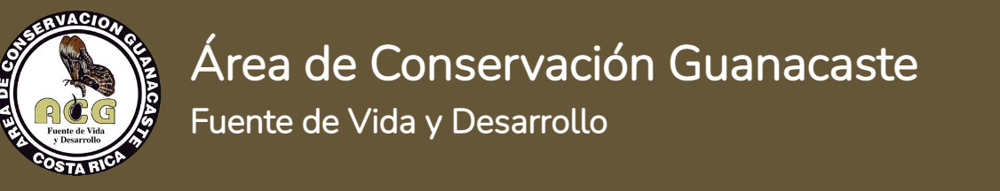 AREA DE CONSERVACION GUANACASTE
ACG
Fuente de Vida
y Desarrollo
COSTA RICA
Área de Conservación Guanacaste
Fuente de Vida y Desarrollo